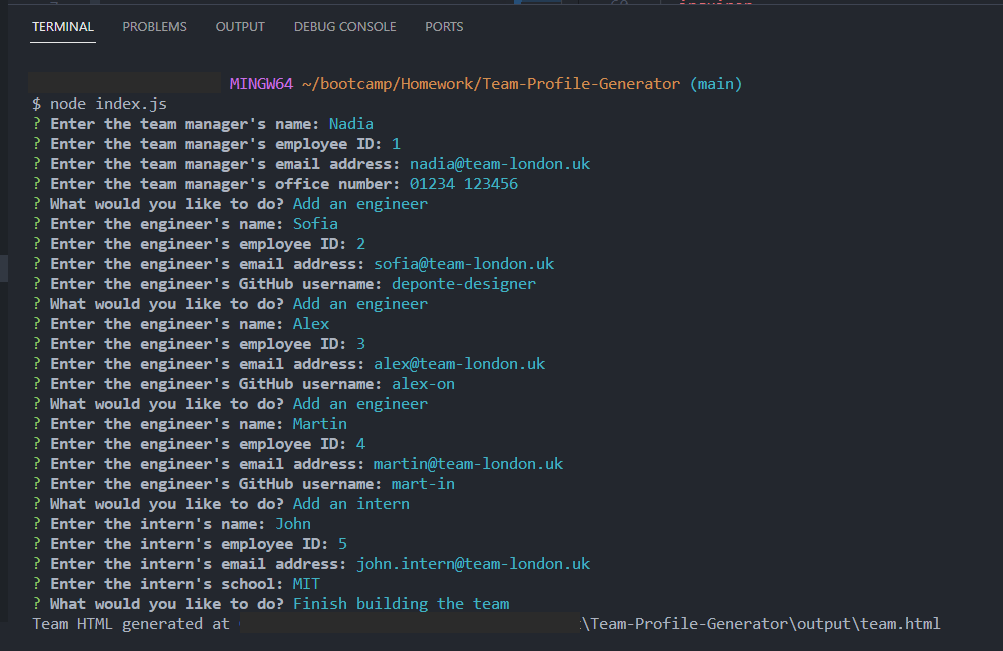 TERMINAL PROBLEMS OUTPUT DEBUG CONSOLE PORTS
MINGW64 ~/bootcamp/Homework/Team-Profile-Generator (main)
$ node index.js
? Enter the team manager's name: Nadia
? Enter the team manager's employee ID: 1
? Enter the team manager's email address: nadia@team-london.uk
? Enter the team manager's office number: 01234 123456
? What would you like to do? Add an engineer
? Enter the engineer's name: Sofia
? Enter the engineer's employee ID: 2
? Enter the engineer's email address: sofia@team-london.uk
? Enter the engineer's GitHub username: deponte-designer
? What would you like to do? Add an engineer
? Enter the engineer's name: Alex
? Enter the engineer's employee ID: 3
? Enter the engineer's email address: alex@team-london.uk
? Enter the engineer's GitHub username: alex-on
? What would you like to do? Add an engineer
? Enter the engineer's name: Martin
? Enter the engineer's employee ID: 4
? Enter the engineer's email address: martin@team-london.uk
? Enter the engineer's GitHub username: mart-in
? What would you like to do? Add an intern
? Enter the intern's name: John
? Enter the intern's employee ID: 5
? Enter the intern's email address: john.intern@team-london.uk
? Enter the intern's school: MIT
? What would you like to do? Finish building the team
Team HTML generated at \Team-Profile-Generator\output\team.html